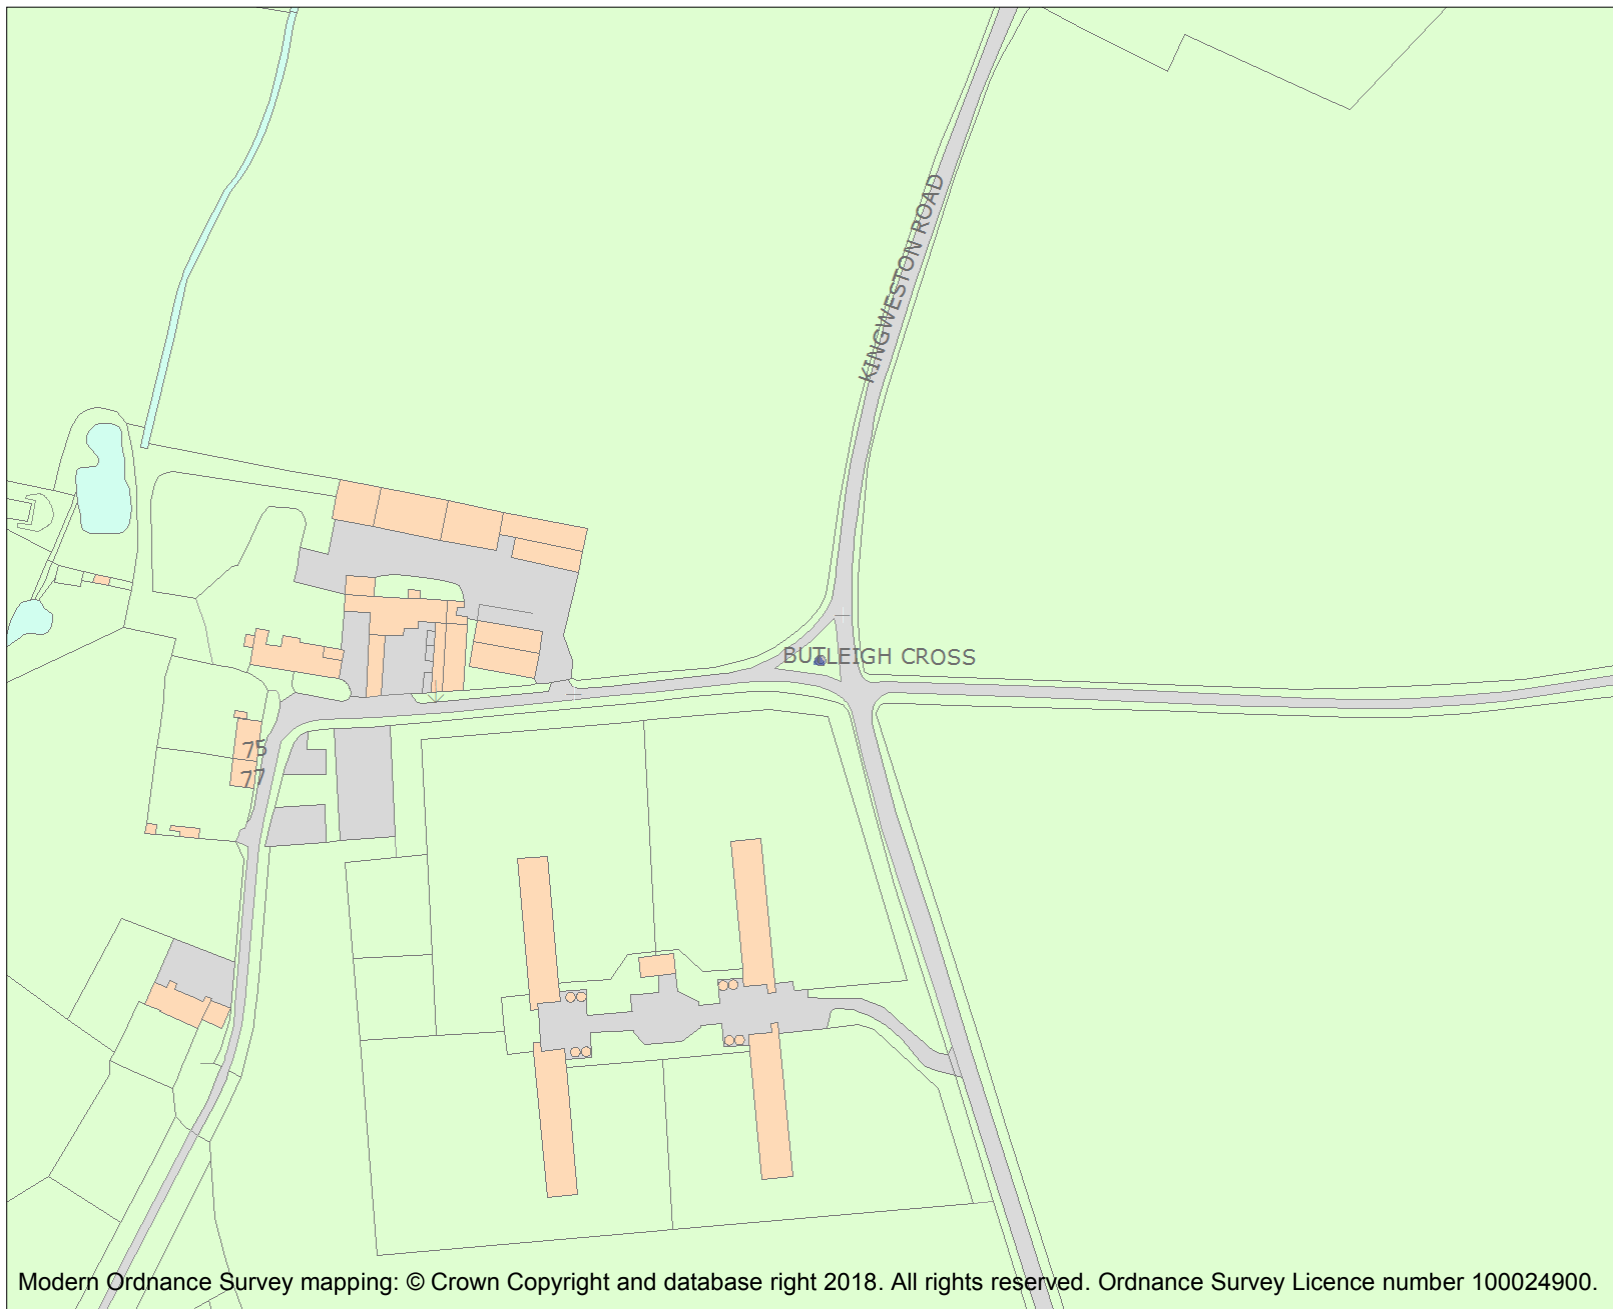 KINGWESTON ROAD
BUTLEIGH CROSS
75
77
Modern Ordnance Survey mapping: © Crown Copyright and database right 2018. All rights reserved. Ordnance Survey Licence number 100024900.